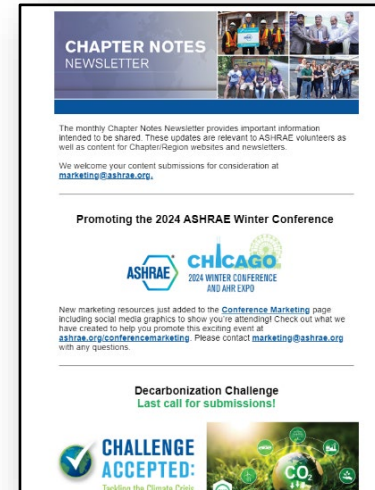 CHAPTER NOTES
NEWSLETTER
The monthly Chapter Notes Newsletter provides important information
intended to be shared. These updates are relevant to ASHRAE volunteers as
well as content for Chapter/Region websites and newsletters.
We welcome your content submissions for consideration at
marketing@ashrae.org.
Promoting the 2024 ASHRAE Winter Conference
ASHRAE
CHICAGO
2024 WINTER CONFERENCE
AND AHR EXPO
New marketing resources just added to the Conference Marketing page
including social media graphics to show you're attending! Check out what we
have created to help you promote this exciting event at
ashrae.org/conferencemarketing. Please contact marketing@ashrae.org
with any questions.
Decarbonization Challenge
Last call for submissions!
CHALLENGE
ACCEPTED:
Tackling the Climate Crisis
CO2